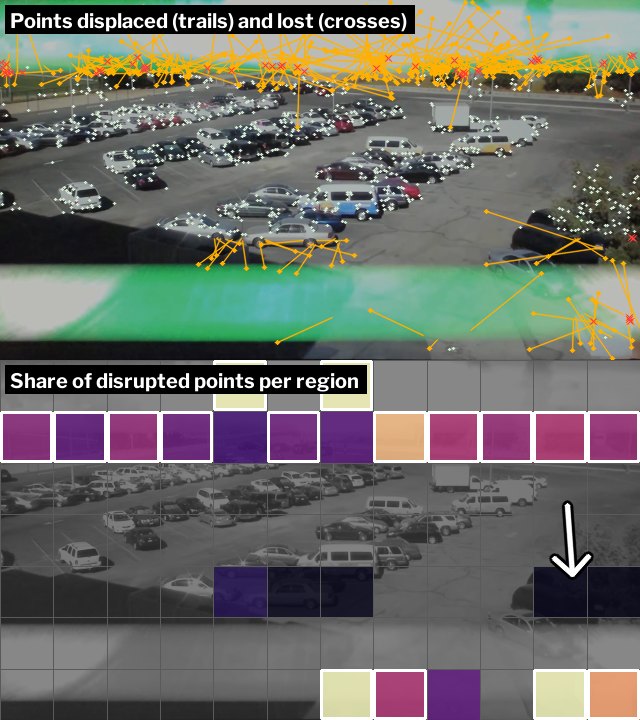 Points displaced (trails) and lost (crosses)
Share of disrupted points per region